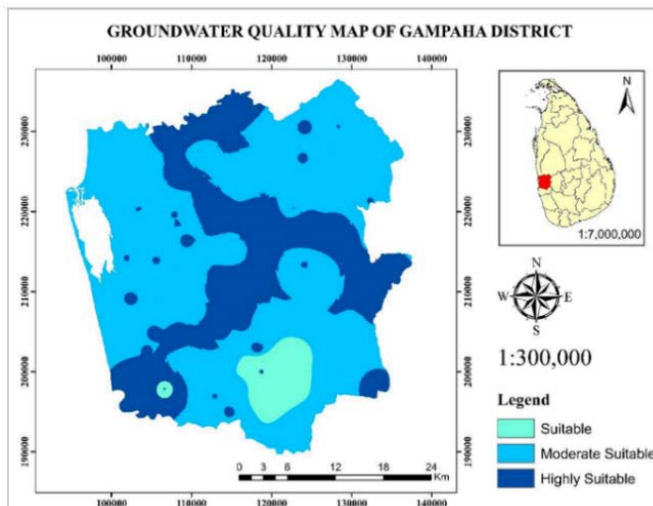 GROUNDWATER QUALITY MAP OF GAMPAHA DISTRICT
100000 110000 120000 130000 140000
230000 220000 210000 200000 190000
230000 220000 210000 200000 190000
0 3 6 12 18 24
Km
100000 110000 120000 130000 140000
N
1:7,000,000
N
W E
S
1:300,000
Legend
Suitable
Moderate Suitable
Highly Suitable